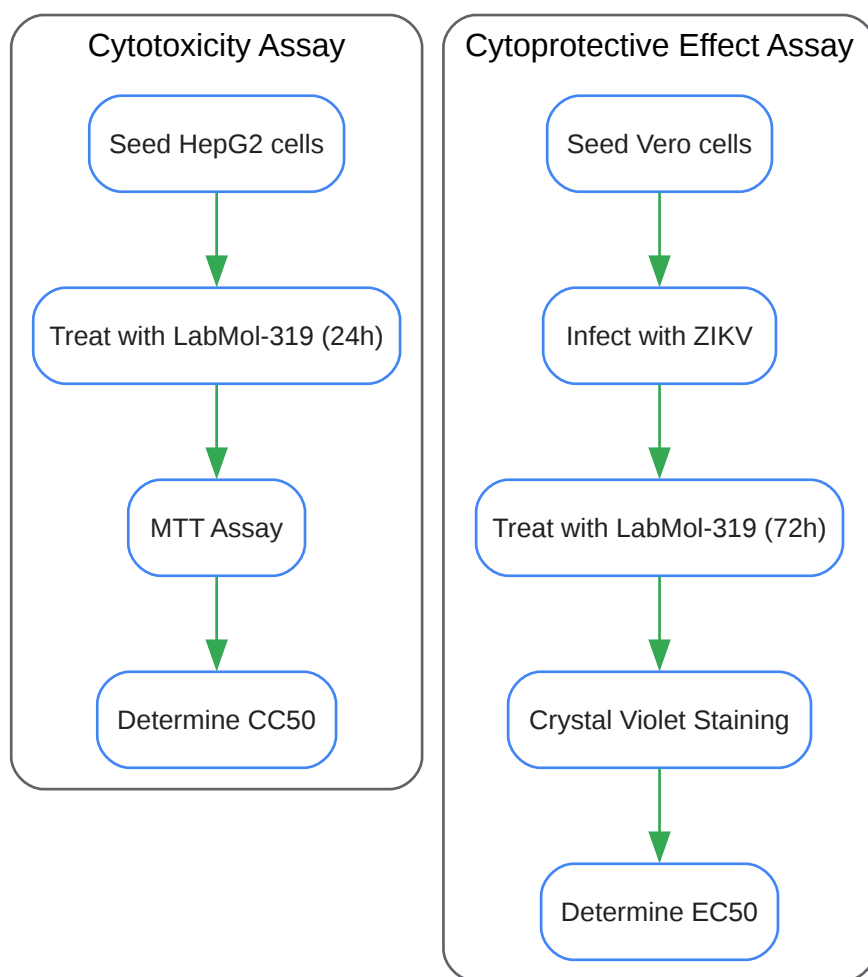 Cytotoxicity Assay
Seed HepG2 cells
Treat with LabMol-319 (24h)
MTT Assay
Determine CC50
Cytoprotective Effect Assay
Seed Vero cells
Infect with ZIKV
Treat with LabMol-319 (72h)
Crystal Violet Staining
Determine EC50